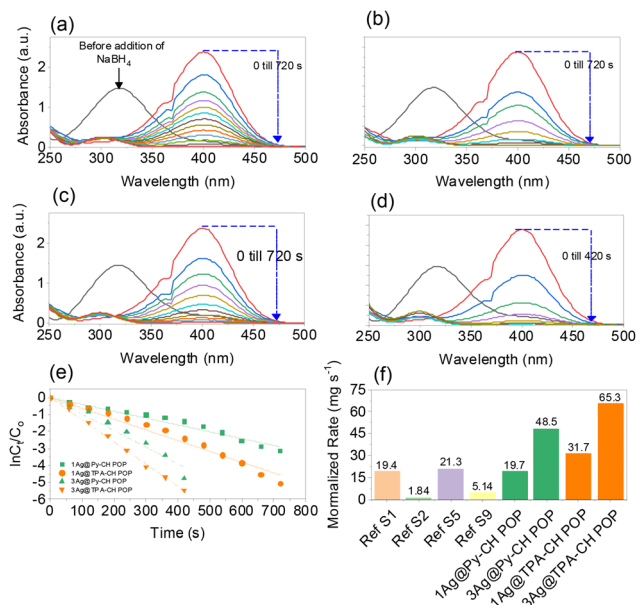 (a)
Before addition of
NaBH4
0 till 720 s
Absorbance (a.u.)
2
1
0
250 300 350 400 450 500
Wavelength (nm)
(b)
0 till 720 s
250 300 350 400 450 500
Wavelength (nm)
(c)
0 till 720 s
Absorbance (a.u.)
2
1
0
250 300 350 400 450 500
Wavelength (nm)
(d)
0 till 420 s
250 300 350 400 450 500
Wavelength (nm)
(e)
lnCt/Co
0
-1
-2
-3
-4
-5
-6
1Ag@Py-CH POP
1Ag@TPA-CH POP
3Ag@Py-CH POP
3Ag@TPA-CH POP
0 100 200 300 400 500 600 700 800
Time (s)
(f)
Mormalized Rate (mg s-1)
75
60
45
30
15
0
19.4
1.84
21.3
5.14
19.7
48.5
31.7
65.3
Ref S1
Ref S2
Ref S5
Ref S9
1Ag@Py-CH POP
3Ag@Py-CH POP
1Ag@TPA-CH POP
3Ag@TPA-CH POP